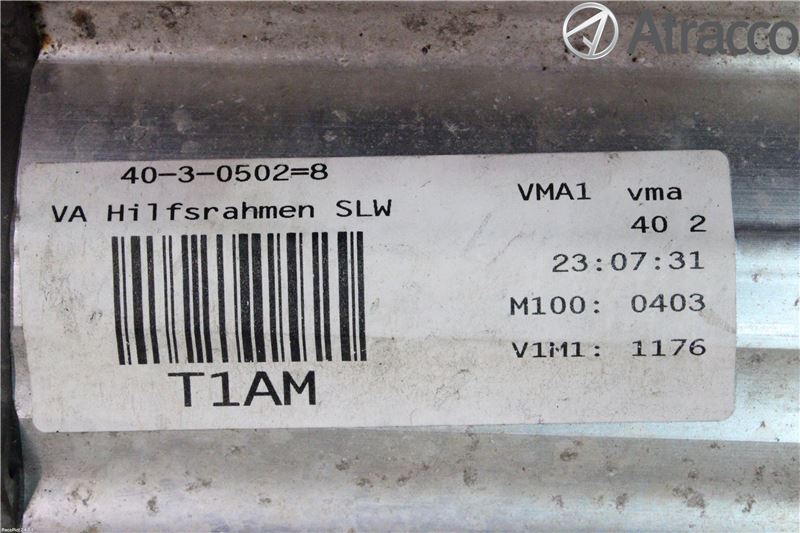 Atracco
40-3-0502=8
VA Hilfsrahmen SLW
T1AM
VMA1 vma
40 2
23:07:31
M100: 0403
V1M1: 1176